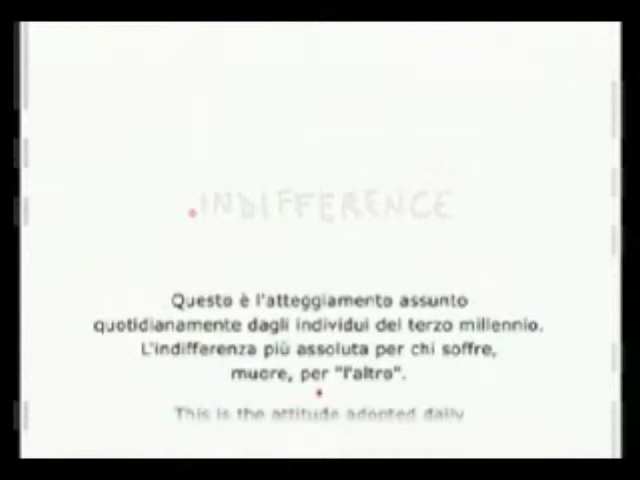 INDIFFERENCE
Questo è l'atteggiamento assunto
quotidianamente dagli individui del terzo millennio.
L'indifferenza più assoluta per chi soffre,
muore, per "l'altro".
This is the attitude adopted daily